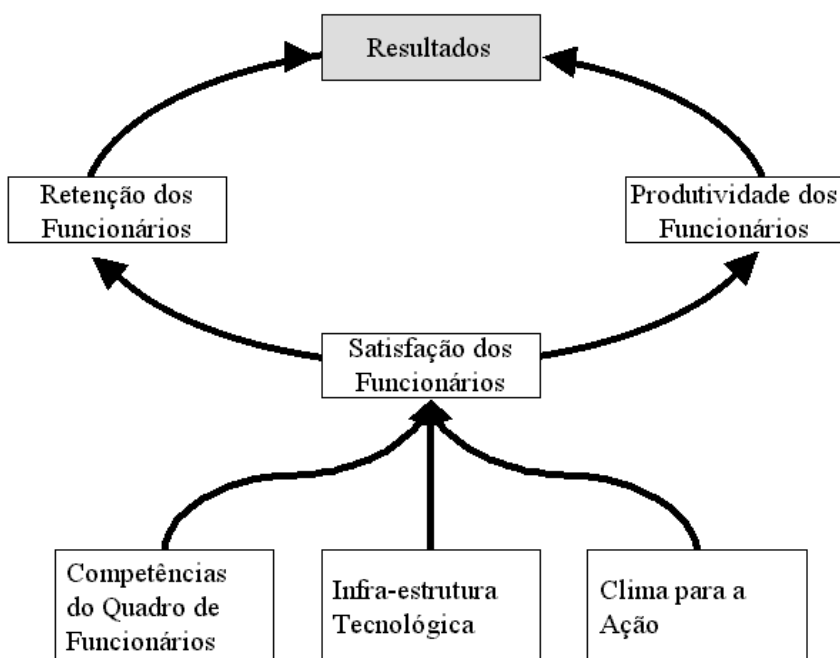 Resultados
Retenção dos
Funcionários
Produtividade dos
Funcionários
Satisfação dos
Funcionários
Competências
do Quadro de
Funcionários
Infra-estrutura
Tecnológica
Clima para a
Ação